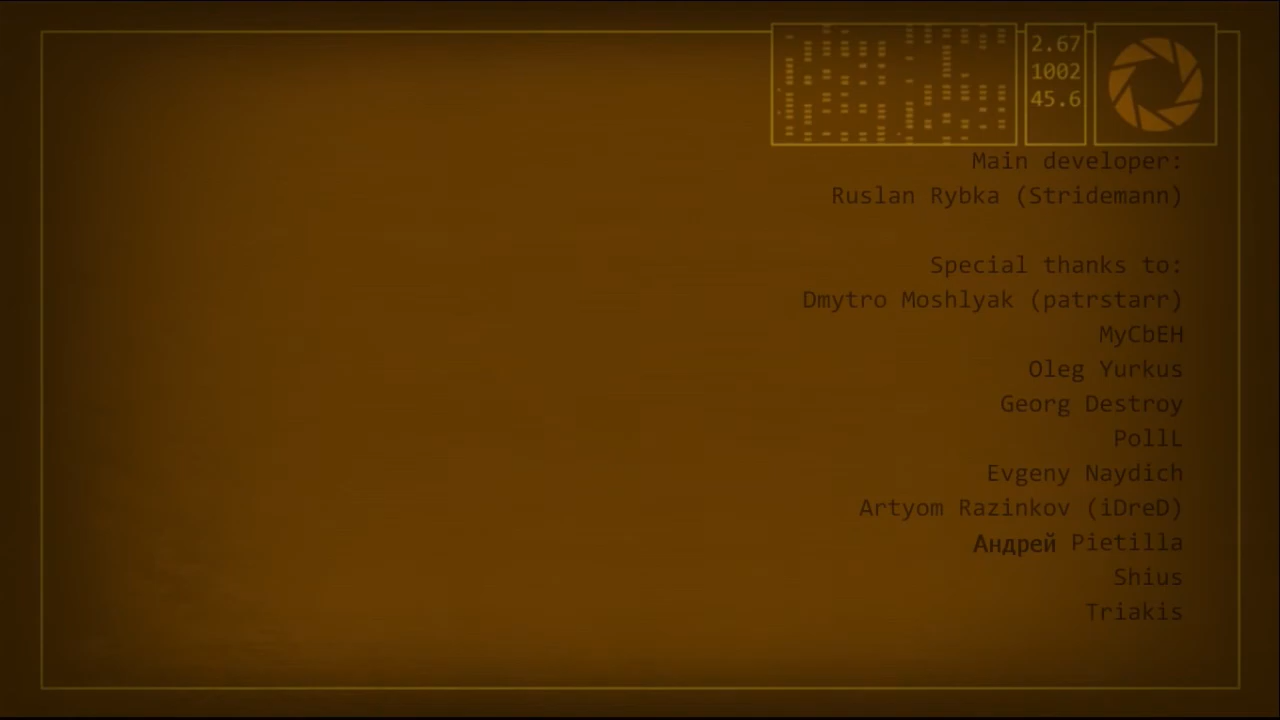 2.67
1002
45.6
Main developer:
Ruslan Rybka (Stridemann)
Special thanks to:
Dmytro Moshlyak (patrstarr)
MyCbEH
Oleg Yurkus
Georg Destroy
PollL
Evgeny Naydich
Artyom Razinkov (iDreD)
Андрей Pietilla
Shius
Triakis